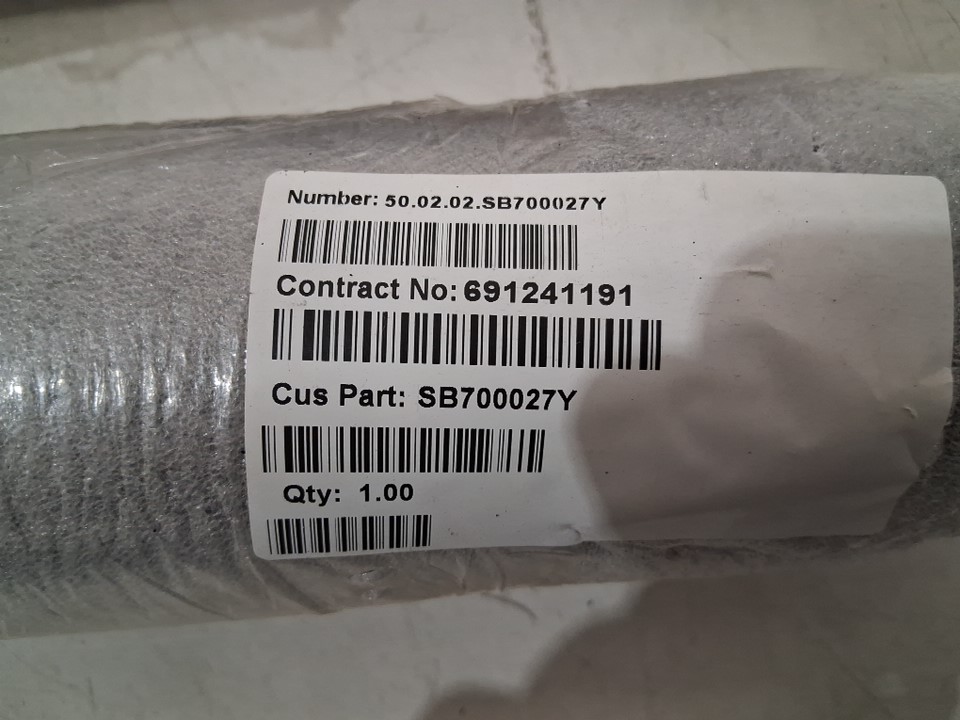 Number: 50.02.02.SB700027Y
Contract No:691241191
Cus Part: SB700027Y
Qty: 1.00